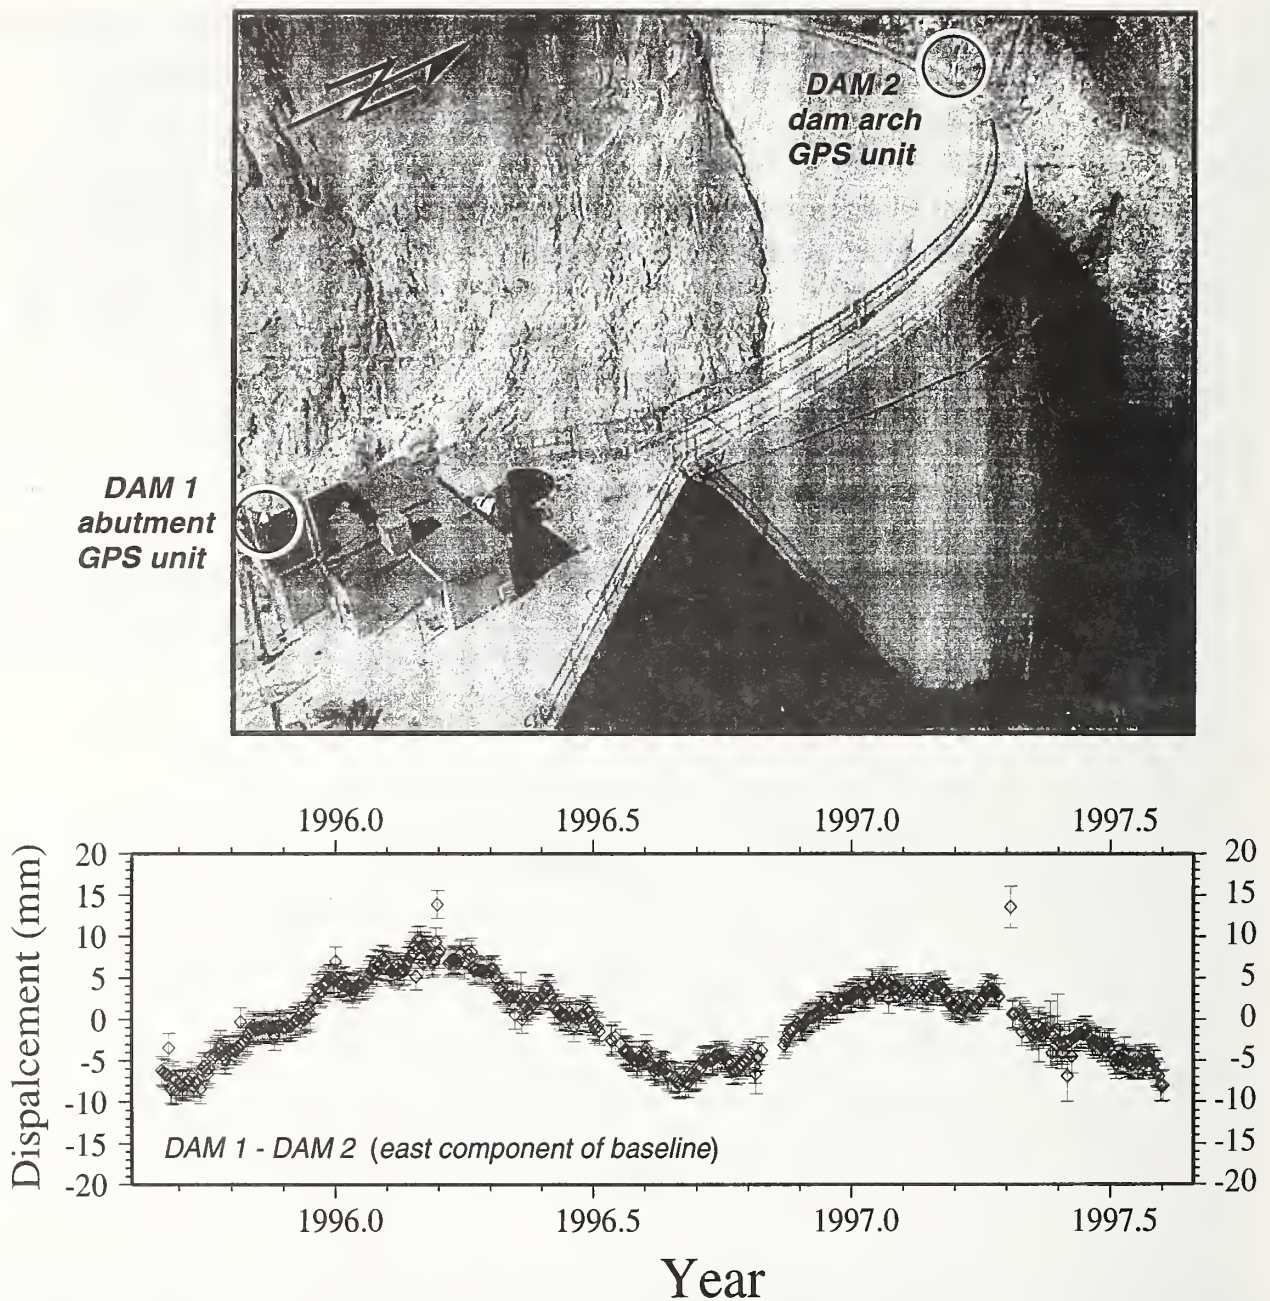 DAM 2
dam arch
GPS unit
DAM 1
abutment
GPS unit
1996.0 1996.5 1997.0 1997.5
Dispalcement (mm)
20 20
15 15
10 10
5 5
0 0
-5 -5
-10 -10
-15 -15
-20 -20
DAM 1 - DAM 2 (east component of baseline)
1996.0 1996.5 1997.0 1997.5
Year